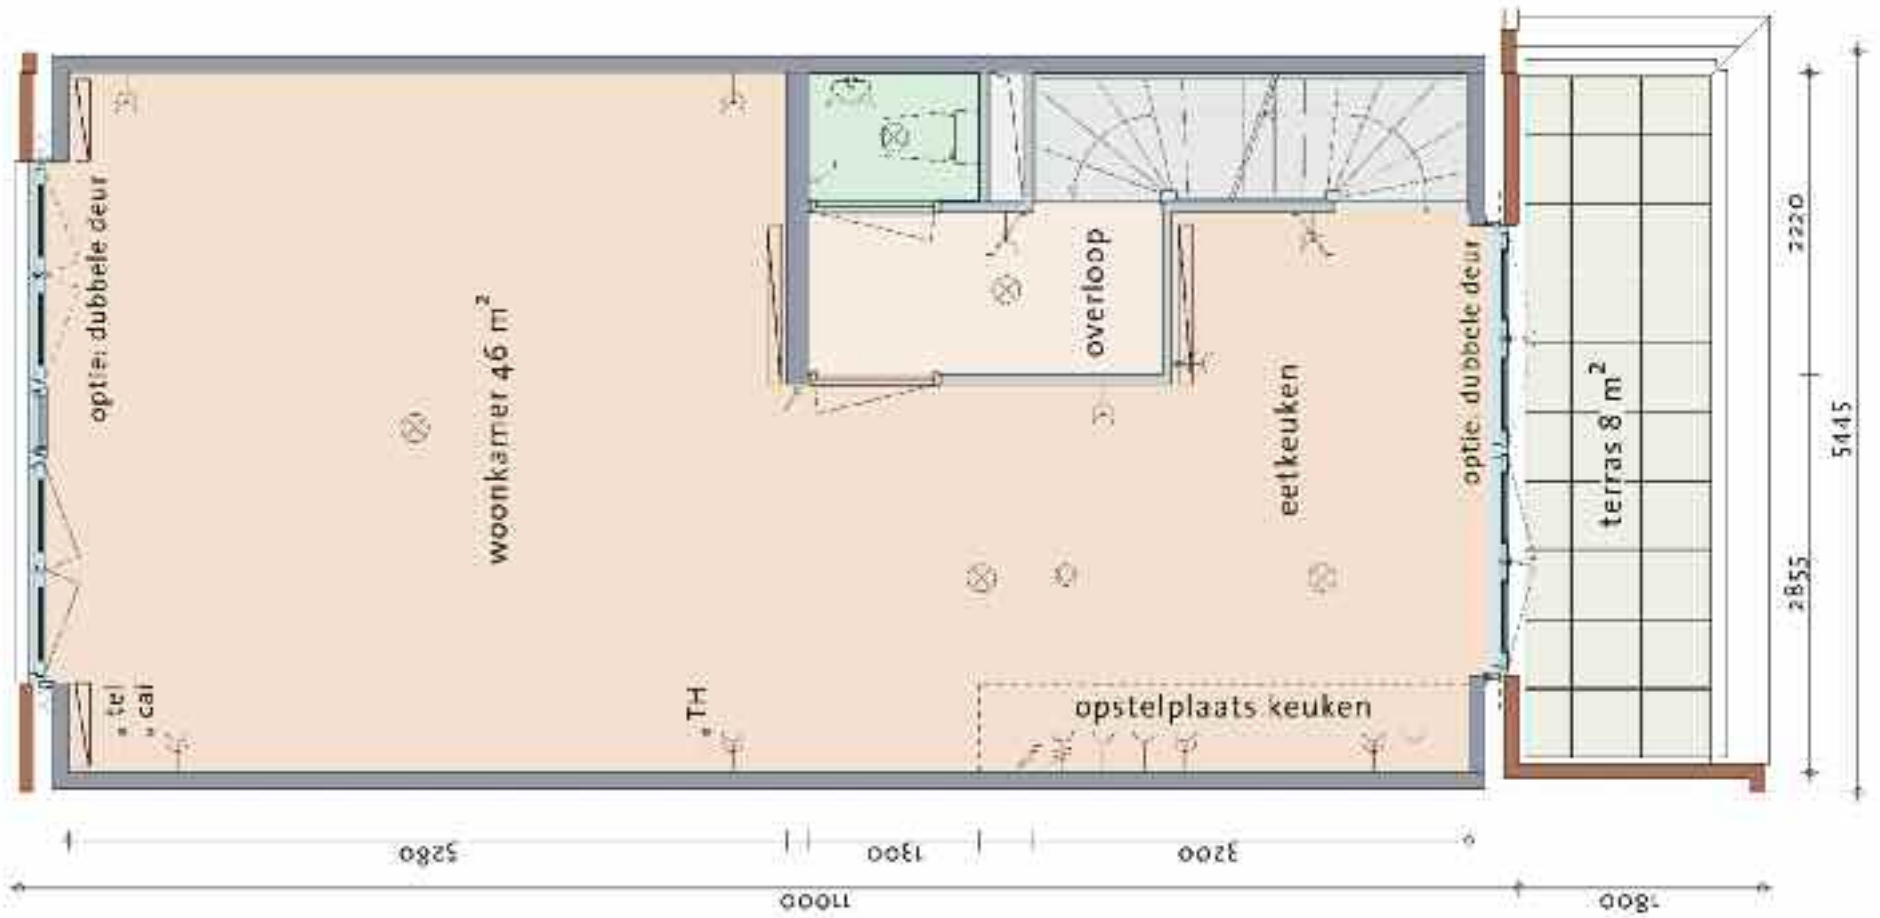 optie: dubbele deur
woonkamer 46 m²
overloop
eetkeuken
optie: dubbele deur
terras 8 m²
tel
cai
TH
opstelplaats keuken
2220
2855
5445
5280
1300
3200
11000
1800